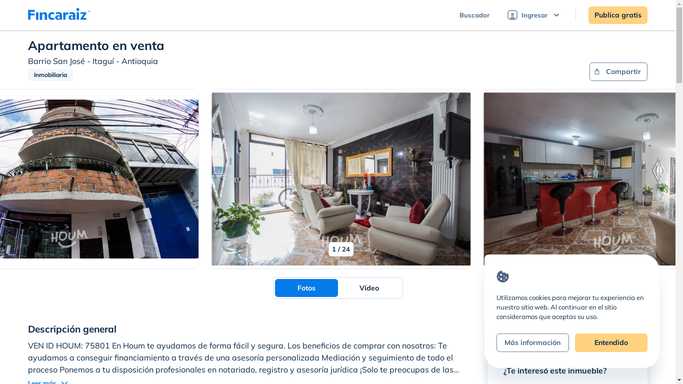 Fincaraiz
Buscador
Ingresar
Publica gratis
Apartamento en venta
Barrio San José - Itaguí - Antioquia
Inmobiliaria
Compartir
HOUM
HOUM
HOUM
1 / 24
Fotos
Video
Descripción general
VEN ID HOUM: 75801 En Houm te ayudamos de forma fácil y segura. Los beneficios de comprar con nosotros: Te
ayudamos a conseguir financiamiento a través de una asesoría personalizada Mediación y seguimiento de todo el
proceso Ponemos a tu disposición profesionales en notariado, registro y asesoría jurídica ¡Solo te preocupas de las...
Leer más
Utilizamos cookies para mejorar tu experiencia en
nuestro sitio web. Al continuar en el sitio
consideramos que aceptas su uso.
Más información
Entendido
¿Te interesó este inmueble?